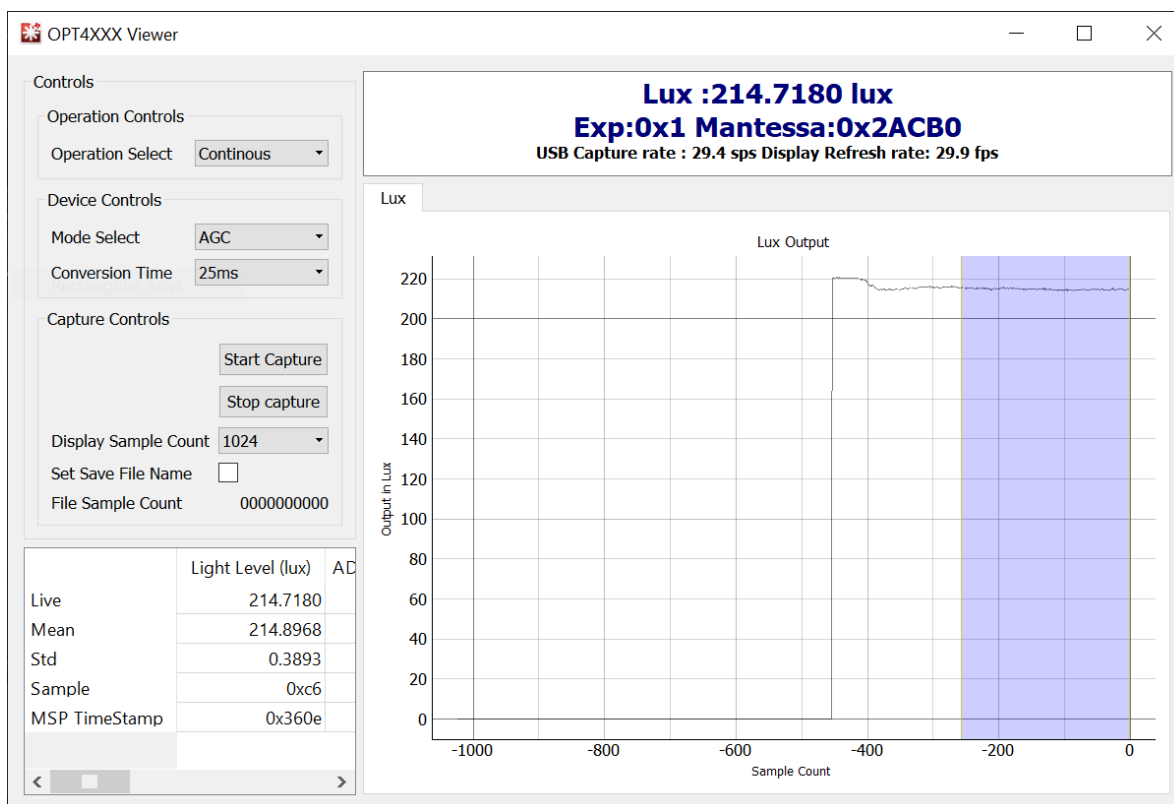 OPT4XXX Viewer
Controls
Operation Controls
Operation Select Continous
Device Controls
Mode Select AGC
Conversion Time 25ms
Rectangular Snip
Capture Controls
Start Capture
Stop capture
Display Sample Count 1024
Set Save File Name
File Sample Count 0000000000
Light Level (lux) AD
Live 214.7180
Mean 214.8968
Std 0.3893
Sample 0xc6
MSP TimeStamp 0x360e
Lux :214.7180 lux
Exp:0x1 Mantessa:0x2ACB0
USB Capture rate : 29.4 sps Display Refresh rate: 29.9 fps
Lux
Lux Output
220
200
180
160
140
120
100
80
60
40
20
0
Output in Lux
-1000 -800 -600 -400 -200 0
Sample Count